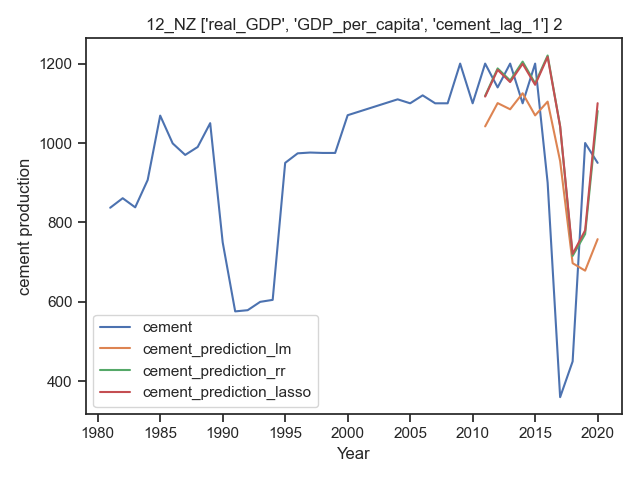 12_NZ ['real_GDP', 'GDP_per_capita', 'cement_lag_1'] 2
1200
1000
800
600
400
cement production
cement
cement_prediction_lm
cement_prediction_rr
cement_prediction_lasso
1980 1985 1990 1995 2000 2005 2010 2015 2020
Year